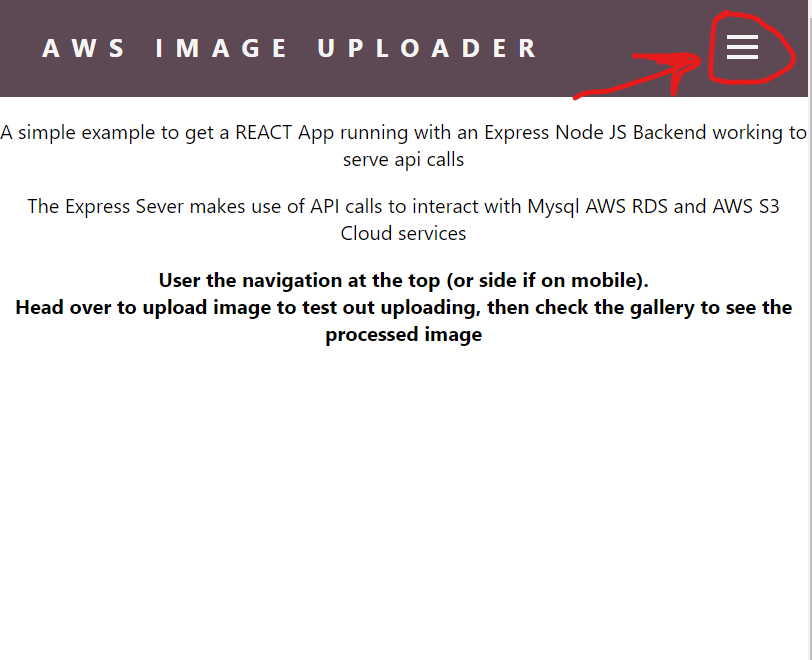 AWS IMAGE UPLOADER
A simple example to get a REACT App running with an Express Node JS Backend working to
serve api calls
The Express Sever makes use of API calls to interact with Mysql AWS RDS and AWS S3
Cloud services
User the navigation at the top (or side if on mobile).
Head over to upload image to test out uploading, then check the gallery to see the
processed image